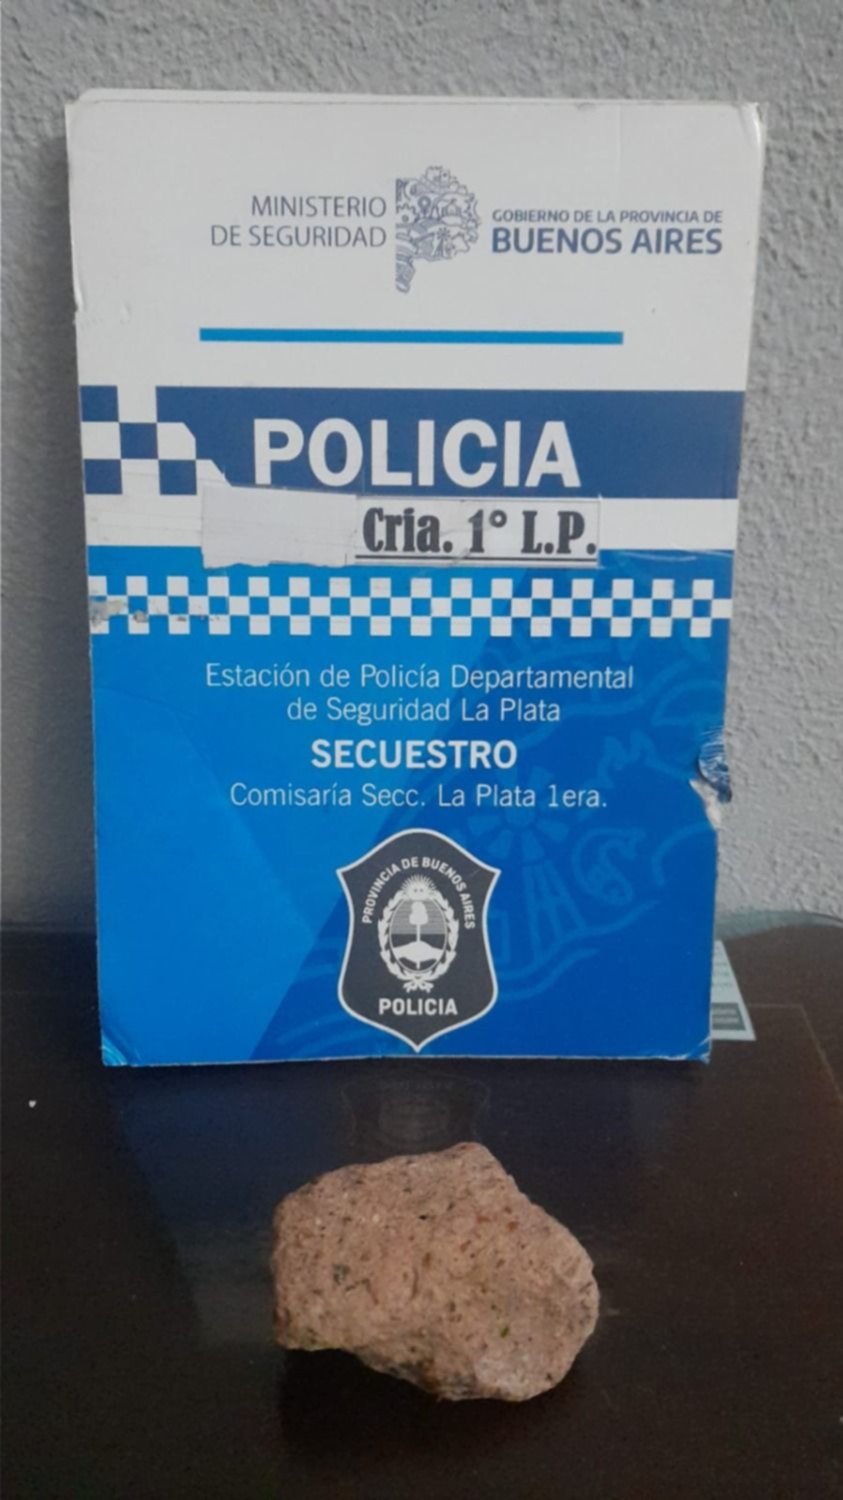 MINISTERIO
DE SEGURIDAD
GOBIERNO DE LA PROVINCIA DE
BUENOS AIRES
POLICIA
Cria. 1° L.P.
Estación de Policía Departamental
de Seguridad La Plata
SECUESTRO
Comisaría Secc. La Plata 1era.
PROVINCIA DE BUENOS AIRES
POLICIA